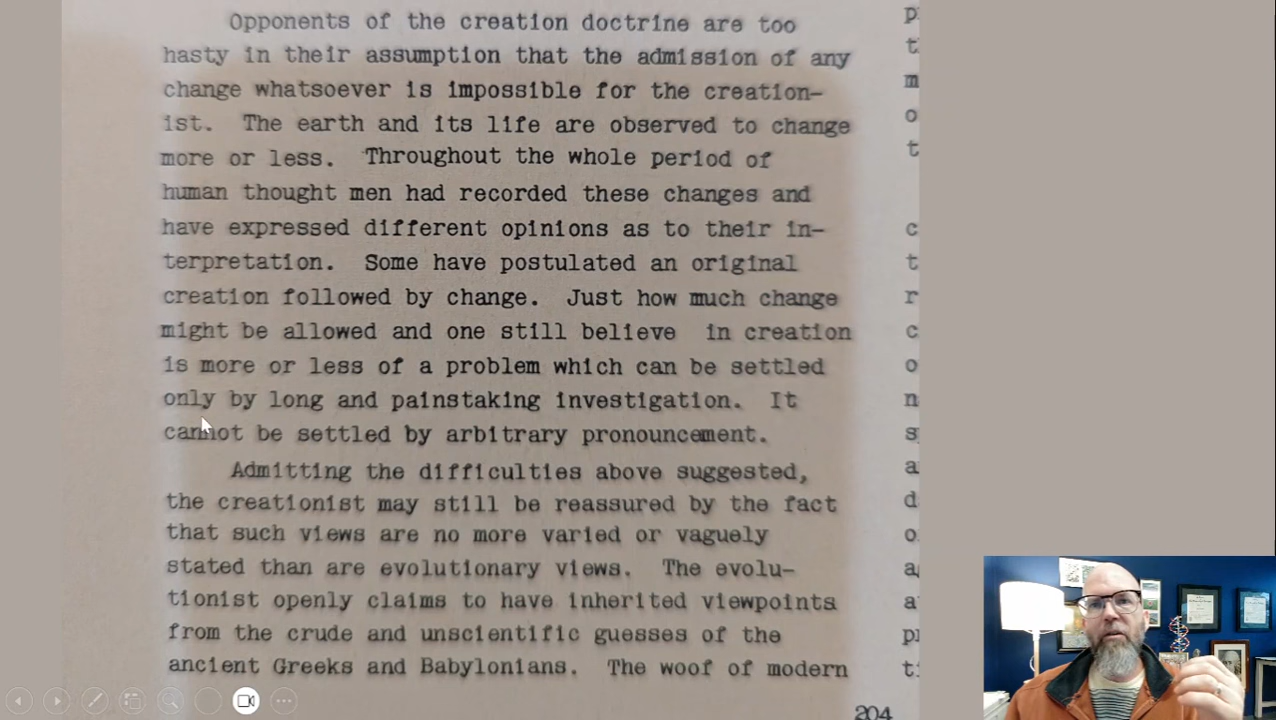 Opponents of the creation doctrine are too
hasty in their assumption that the admission of any
change whatsoever is impossible for the creation-
ist. The earth and its life are observed to change
more or less. Throughout the whole period of
human thought men had recorded these changes and
have expressed different opinions as to their in-
terpretation. Some have postulated an original
creation followed by change. Just how much change
might be allowed and one still believe in creation
is more or less of a problem which can be settled
only by long and painstaking investigation. It
cannot be settled by arbitrary pronouncement.
Admitting the difficulties above suggested,
the creationist may still be reassured by the fact
that such views are no more varied or vaguely
stated than are evolutionary views. The evolu-
tionist openly claims to have inherited viewpoints
from the crude and unscientific guesses of the
ancient Greeks and Babylonians. The woof of modern
204